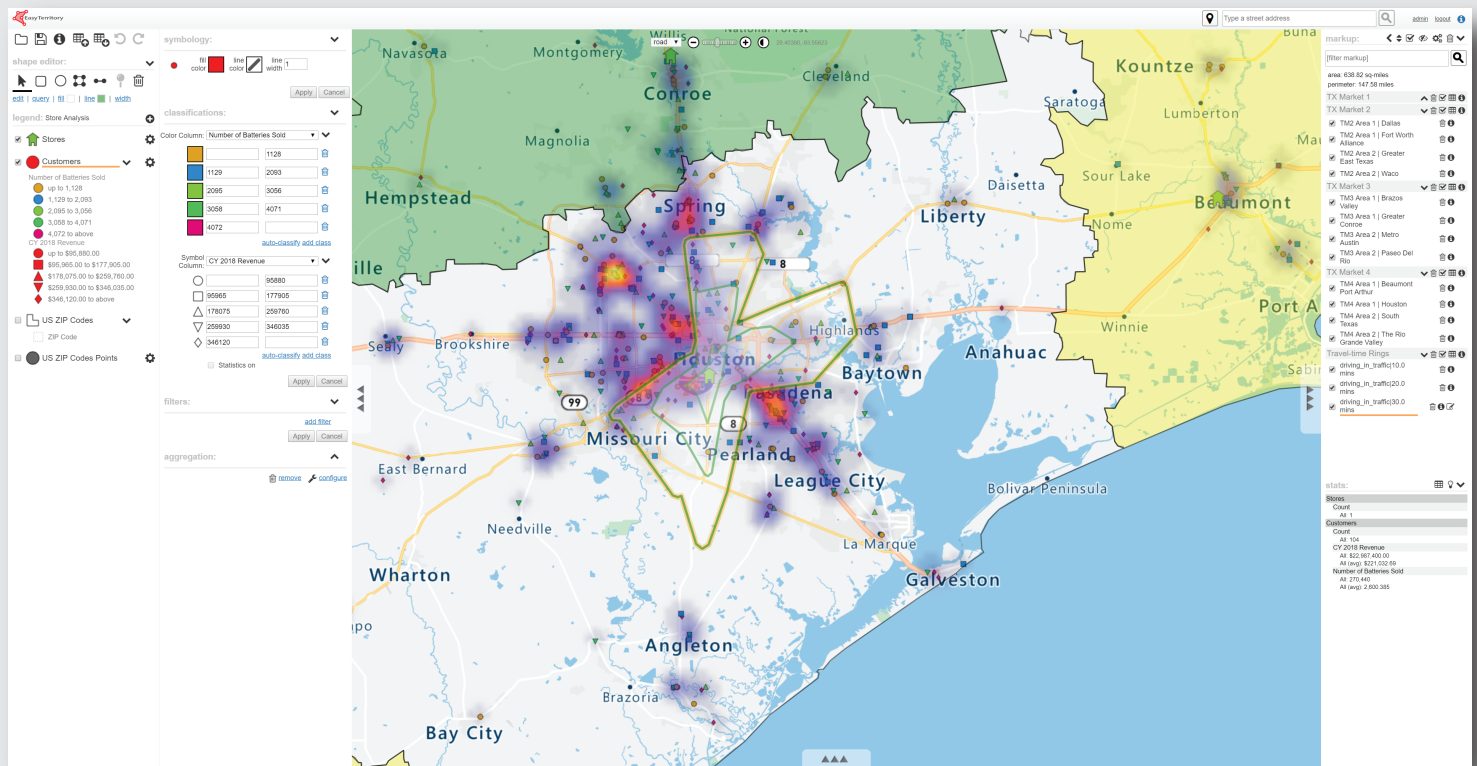 EasyTerritory
Type a street address
admin
logout
shape editor:
edit | query | fill | line | width
legend: Store Analysis
Stores
Customers
Number of Batteries Sold
up to 1,128
1,129 to 2,093
2,095 to 3,056
3,058 to 4,071
4,072 to above
CY 2018 Revenue
up to $95,880.00
$95,965.00 to $177,905.00
$178,075.00 to $259,760.00
$259,930.00 to $346,035.00
$346,120.00 to above
US ZIP Codes
ZIP Code
US ZIP Codes Points
symbology:
fill color
line color
line width
1
Apply Cancel
classifications:
Color Column: Number of Batteries Sold
1128
1129 2093
2095 3056
3058 4071
4072
auto-classify add class
Symbol Column: CY 2018 Revenue
95880
95965 177905
178075 259760
259930 346035
346120
auto-classify add class
Statistics on
Apply Cancel
filters:
add filter
Apply Cancel
aggregation:
remove configure
road
Willis
National Forest
Navasota
Montgomery
Cleveland
Conroe
Magnolia
Hempstead
Spring
Liberty
Daisetta
Saratoga
Kountze
Buna
Lumberton
Sour Lake
Beaumont
Nome
ville
8
8
Sealy
Brookshire
Houston
Highlands
Baytown
Anahuac
Winnie
Port A
99
8
8
Pasadena
Missouri City
Pearland
East Bernard
League City
Bolivar Peninsula
Needville
La Marque
Wharton
Galveston
Angleton
Brazoria
Bay City
markup:
[filter markup]
area: 638.82 sq-miles
perimeter: 147.58 miles
TX Market 1
TX Market 2
TM2 Area 1 | Dallas
TM2 Area 1 | Fort Worth
Alliance
TM2 Area 1 | Greater
East Texas
TM2 Area 2 | Waco
TX Market 3
TM3 Area 1 | Brazos
Valley
TM3 Area 1 | Greater
Conroe
TM3 Area 2 | Metro
Austin
TM3 Area 2 | Paseo Del
Rio
TX Market 4
TM4 Area 1 | Beaumont
Port Arthur
TM4 Area 1 | Houston
TM4 Area 2 | South
Texas
TM4 Area 2 | The Rio
Grande Valley
Travel-time Rings
driving_in_traffic|10.0
mins
driving_in_traffic|20.0
mins
driving_in_traffic|30.0
mins
stats:
Stores
Count
All: 1
Customers
Count
All: 104
CY 2018 Revenue
All: $22,987,400.00
All (avg): $221,032.69
Number of Batteries Sold
All: 270,440
All (avg): 2,600.385